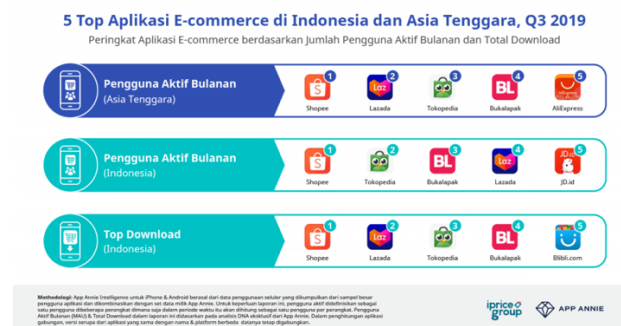 5 Top Aplikasi E-commerce di Indonesia dan Asia Tenggara, Q3 2019
Peringkat Aplikasi E-commerce berdasarkan Jumlah Pengguna Aktif Bulanan dan Total Download
Pengguna Aktif Bulanan
(Asia Tenggara)
1 2 3 4 5
Laz BL AliExpress
Shopee Lazada Tokopedia Bukalapak AliExpress
Pengguna Aktif Bulanan
(Indonesia)
1 2 3 4 5
BL Laz JD.id
Shopee Tokopedia Bukalapak Lazada JD.id
Top Download
(Indonesia)
1 2 3 4 5
Laz BL
Shopee Lazada Tokopedia Bukalapak Blibli.com
Methodologi: App Annie Intelligence untuk iPhone & Android berasal dari data penggunaan seluler yang dikumpulkan dari sampel besar
pengguna aplikasi dan dikombinasikan dengan set data milik App Annie. Untuk keperluan laporan ini, pengguna aktif didefinisikan sebagai
satu pengguna dibeberapa perangkat dimana saja dalam periode waktu itu akan dihitung sebagai satu pengguna per perangkat. Pengguna
Aktif Bulanan (MAU) & Total Download dalam laporan ini didasarkan pada analisis DNA eksklusif dari App Annie. Dalam penghitungan aplikasi
gabungan, versi serupa dari aplikasi yang sama dengan nama & platform berbeda datanya tetap digabungkan.
iprice group
APP ANNIE